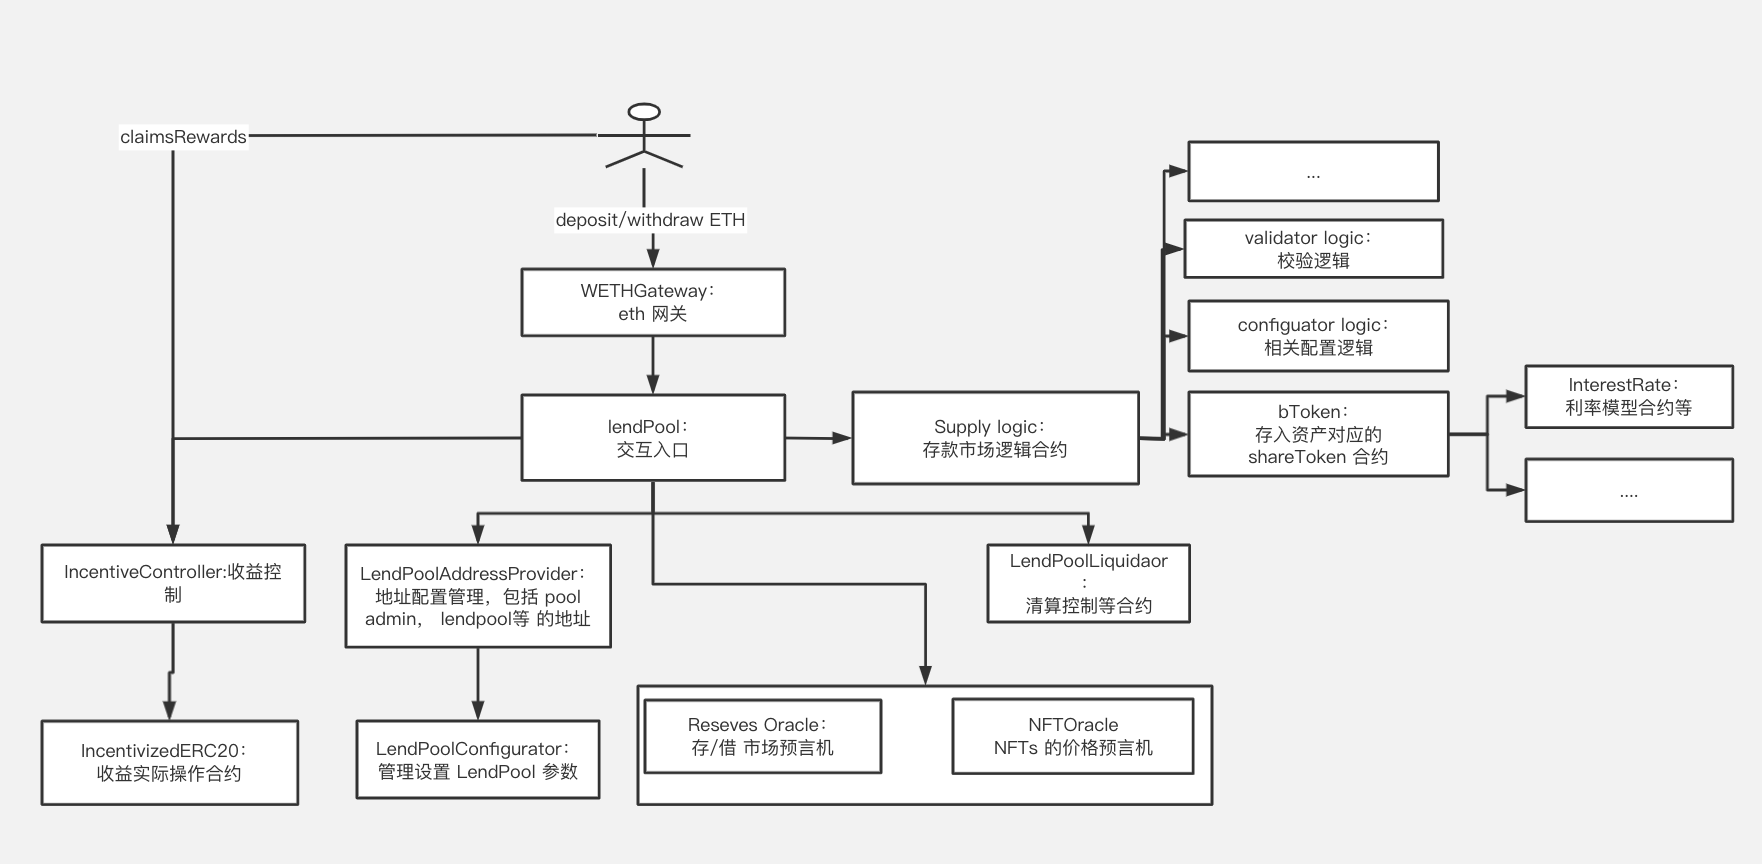 claimsRewards
deposit/withdraw ETH
WETHGateway：
eth 网关
lendPool：
交互入口
Supply logic：
存款市场逻辑合约
...
validator logic：
校验逻辑
configuator logic：
相关配置逻辑
bToken：
存入资产对应的
shareToken 合约
InterestRate：
利率模型合约等
....
IncentiveController:收益控
制
LendPoolAddressProvider：
地址配置管理，包括 pool
admin， lendpool等 的地址
LendPoolLiquidaor
：
清算控制等合约
IncentivizedERC20：
收益实际操作合约
LendPoolConfigurator：
管理设置 LendPool 参数
Reseves Oracle：
存/借 市场预言机
NFTOracle
NFTs 的价格预言机